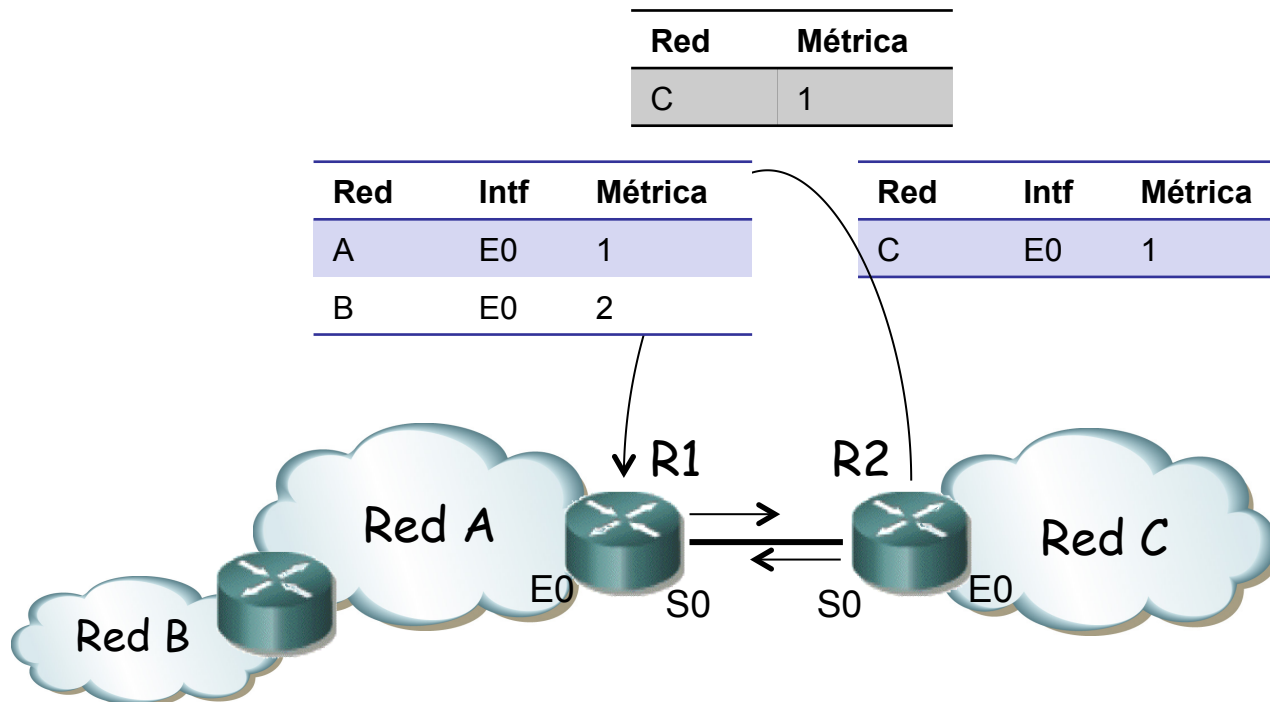 Red Métrica
C 1
Red Intf Métrica
A E0 1
B E0 2
Red Intf Métrica
C E0 1
R1
R2
Red A
Red C
E0
S0
S0
E0
Red B